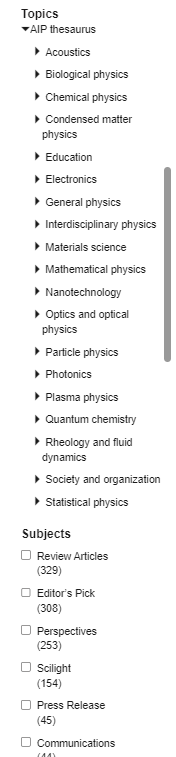 Topics
AIP thesaurus
Acoustics
Biological physics
Chemical physics
Condensed matter
physics
Education
Electronics
General physics
Interdisciplinary physics
Materials science
Mathematical physics
Nanotechnology
Optics and optical
physics
Particle physics
Photonics
Plasma physics
Quantum chemistry
Rheology and fluid
dynamics
Society and organization
Statistical physics
Subjects
Review Articles
(329)
Editor's Pick
(308)
Perspectives
(253)
Scilight
(154)
Press Release
(45)
Communications
(44)